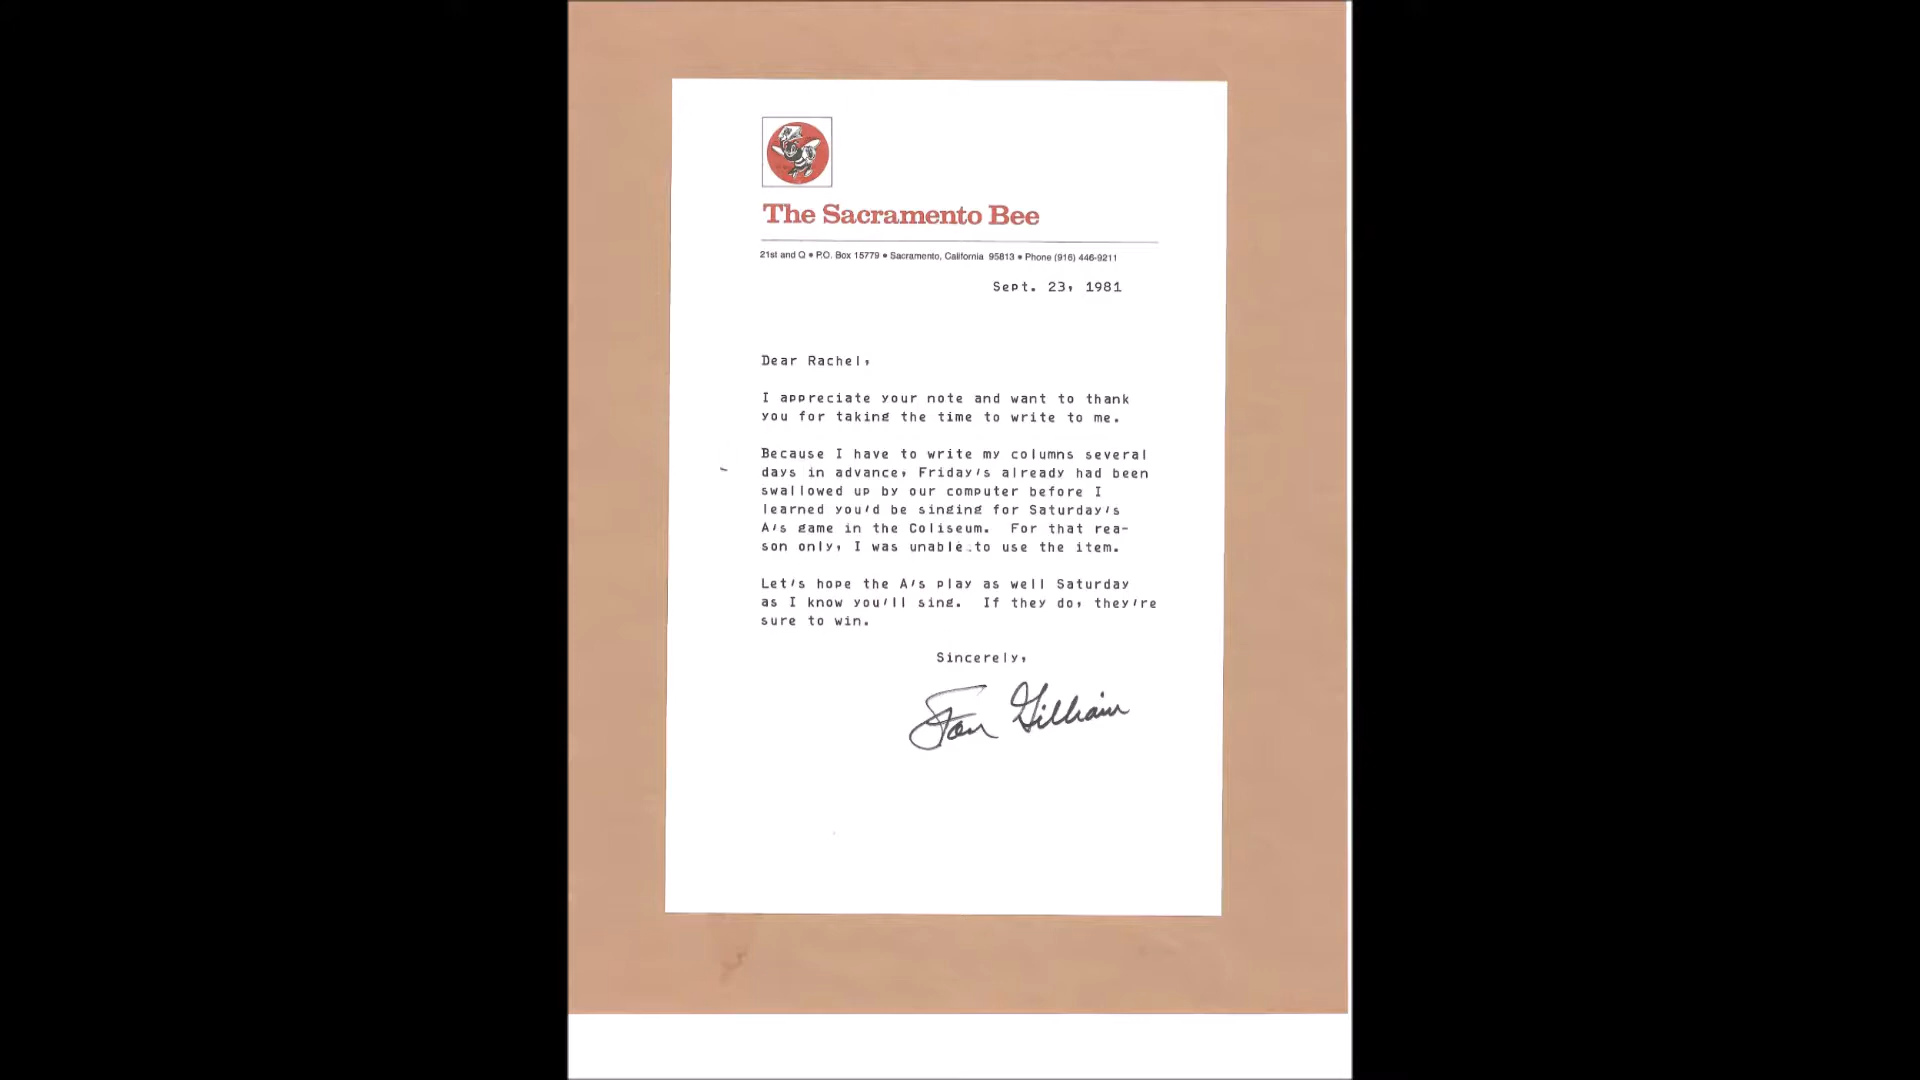 The Sacramento Bee
21st and Q • P.O. Box 15779 • Sacramento, California 95813 • Phone (916) 446-9211
Sept. 23, 1981
Dear Rachel,
I appreciate your note and want to thank
you for taking the time to write to me.
Because I have to write my columns several
days in advance, Friday's already had been
swallowed up by our computer before I
learned you'd be singing for Saturday's
A's game in the Coliseum. For that rea-
son only, I was unable to use the item.
Let's hope the A's play as well Saturday
as I know you'll sing. If they do, they're
sure to win.
Sincerely,
Stan Gilliam